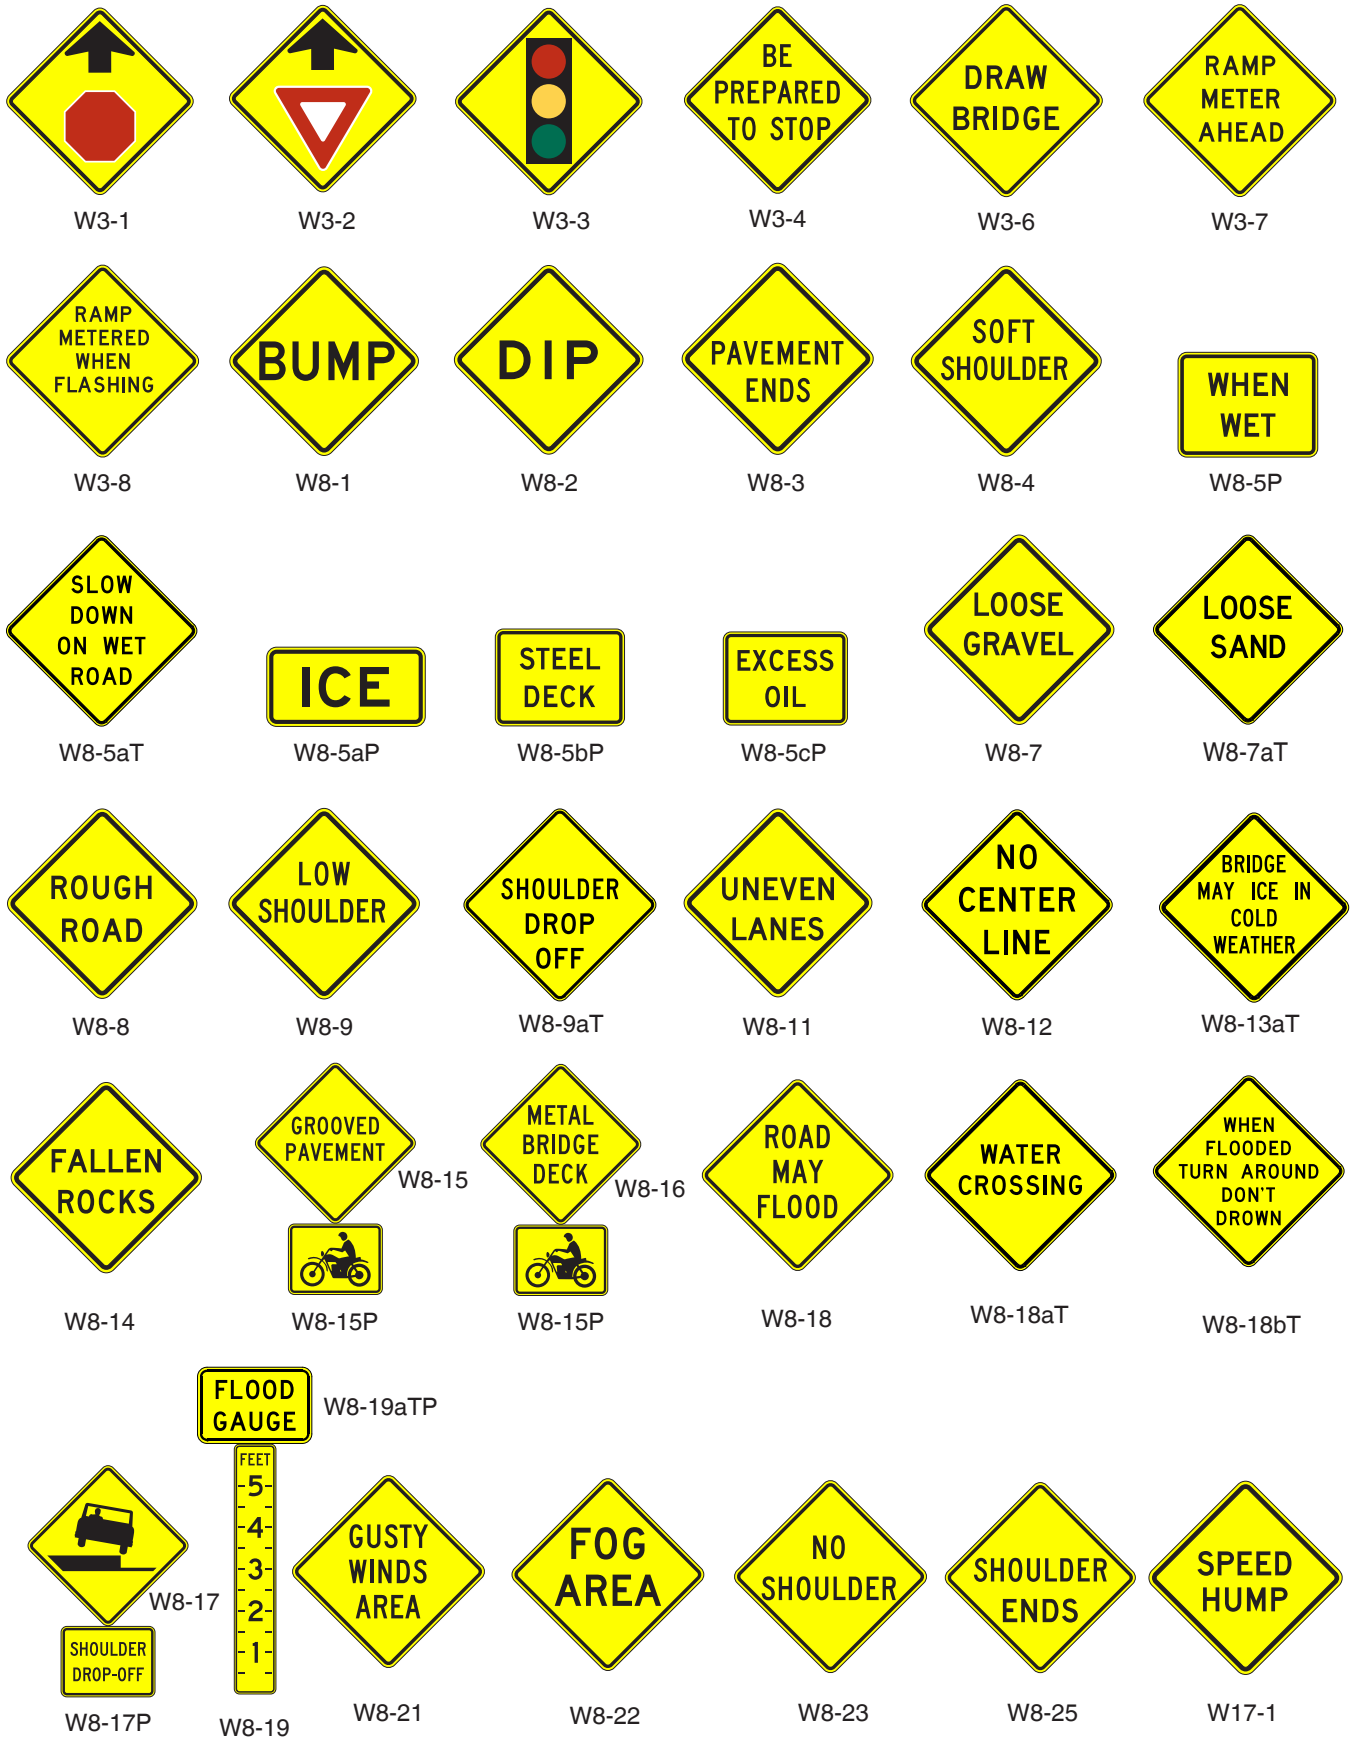 BE
PREPARED
TO STOP
DRAW
BRIDGE
RAMP
METER
AHEAD
W3-1
W3-2
W3-3
W3-4
W3-6
W3-7
RAMP
METERED
WHEN
FLASHING
BUMP
DIP
PAVEMENT
ENDS
SOFT
SHOULDER
WHEN
WET
W3-8
W8-1
W8-2
W8-3
W8-4
W8-5P
SLOW
DOWN
ON WET
ROAD
ICE
STEEL
DECK
EXCESS
OIL
LOOSE
GRAVEL
LOOSE
SAND
W8-5aT
W8-5aP
W8-5bP
W8-5cP
W8-7
W8-7aT
ROUGH
ROAD
LOW
SHOULDER
SHOULDER
DROP
OFF
UNEVEN
LANES
NO
CENTER
LINE
BRIDGE
MAY ICE IN
COLD
WEATHER
W8-8
W8-9
W8-9aT
W8-11
W8-12
W8-13aT
FALLEN
ROCKS
GROOVED
PAVEMENT
W8-15
METAL
BRIDGE
DECK
W8-16
ROAD
MAY
FLOOD
WATER
CROSSING
WHEN
FLOODED
TURN AROUND
DON'T
DROWN
W8-14
W8-15P
W8-15P
W8-18
W8-18aT
W8-18bT
FLOOD
GAUGE
W8-19aTP
FEET
5
4
3
2
1
W8-17
SHOULDER
DROP-OFF
GUSTY
WINDS
AREA
FOG
AREA
NO
SHOULDER
SHOULDER
ENDS
SPEED
HUMP
W8-17P
W8-19
W8-21
W8-22
W8-23
W8-25
W17-1